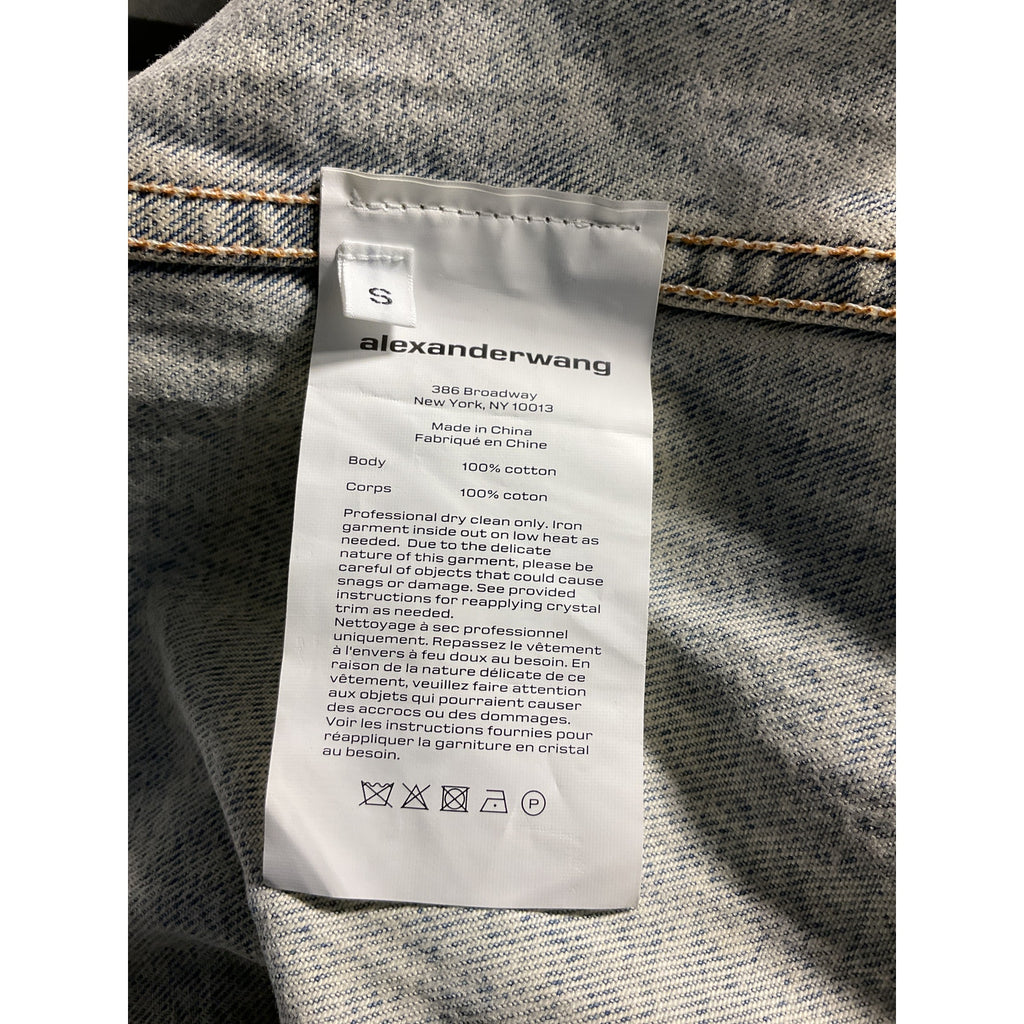 S
alexanderwang
386 Broadway
New York, NY 10013
Made in China
Fabriqué en Chine
Body 100% cotton
Corps 100% coton
Professional dry clean only. Iron
garment inside out on low heat as
needed. Due to the delicate
nature of this garment, please be
careful of objects that could cause
snags or damage. See provided
instructions for reapplying crystal
trim as needed.
Nettoyage à sec professionnel
uniquement. Repassez le vêtement
à l'envers à feu doux au besoin. En
raison de la nature délicate de ce
vêtement, veuillez faire attention
aux objets qui pourraient causer
des accrocs ou des dommages.
Voir les instructions fournies pour
réappliquer la garniture en cristal
au besoin.
P